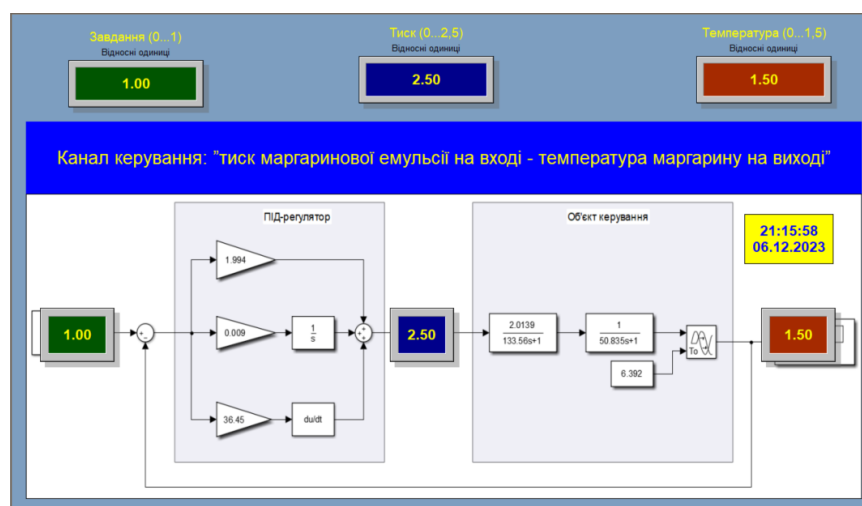 Завдання (0...1)
Відносні одиниці
1.00
Тиск (0...2,5)
Відносні одиниці
2.50
Температура (0...1,5)
Відносні одиниці
1.50
Канал керування: ”тиск маргаринової емульсії на вході - температура маргарину на виході”
ПІД-регулятор
Об'єкт керування
21:15:58
06.12.2023
1.994
1.00
0.009
1
s
2.50
2.0139
133.56s+1
1
50.835s+1
To
6.392
1.50
36.45
du/dt